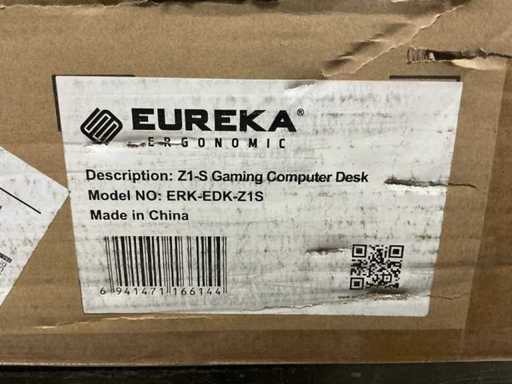 EUREKA®
ERGONOMIC
Description: Z1-S Gaming Computer Desk
Model NO: ERK-EDK-Z1S
Made in China
6 941471 166144